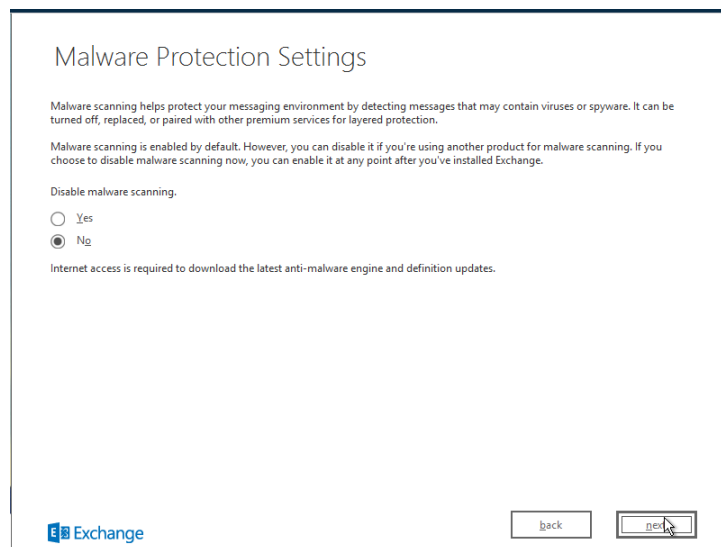 Malware Protection Settings
Malware scanning helps protect your messaging environment by detecting messages that may contain viruses or spyware. It can be
turned off, replaced, or paired with other premium services for layered protection.
Malware scanning is enabled by default. However, you can disable it if you're using another product for malware scanning. If you
choose to disable malware scanning now, you can enable it at any point after you've installed Exchange.
Disable malware scanning.
Yes
No
Internet access is required to download the latest anti-malware engine and definition updates.
Exchange
back
next